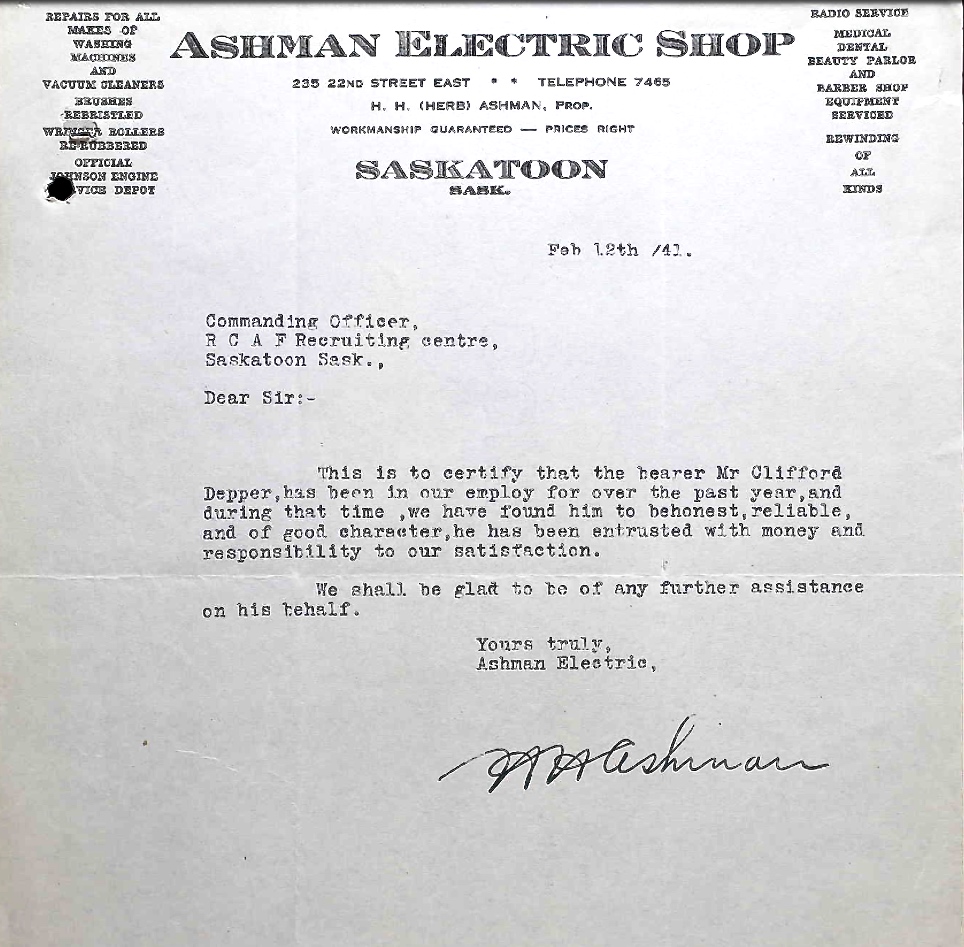 REPAIRS FOR ALL
MAKES OF
WASHING
MACHINES
AND
VACUUM CLEANERS
BRUSHES
REBRISTLED
WRINGER ROLLERS
RE-RUBBERED
OFFICIAL
JOHNSON ENGINE
SERVICE DEPOT
ASHMAN ELECTRIC SHOP
235 22ND STREET EAST * * TELEPHONE 7465
H. H. (HERB) ASHMAN, PROP.
WORKMANSHIP GUARANTEED — PRICES RIGHT
SASKATOON
SASK.
RADIO SERVICE
MEDICAL
DENTAL
BEAUTY PARLOR
AND
BARBER SHOP
EQUIPMENT
SERVICED
REWINDING
OF
ALL
KINDS
Feb 12th /41.
Commanding Officer,
R C A F Recruiting centre,
Saskatoon Sask.,
Dear Sir:-
This is to certify that the bearer Mr Clifford
Depper,has been in our employ for over the past year,and
during that time ,we have found him to behonest,reliable,
and of good character,he has been entrusted with money and
responsibility to our satisfaction.
We shall be glad to be of any further assistance
on his behalf.
Yours truly,
Ashman Electric,
H H Ashman